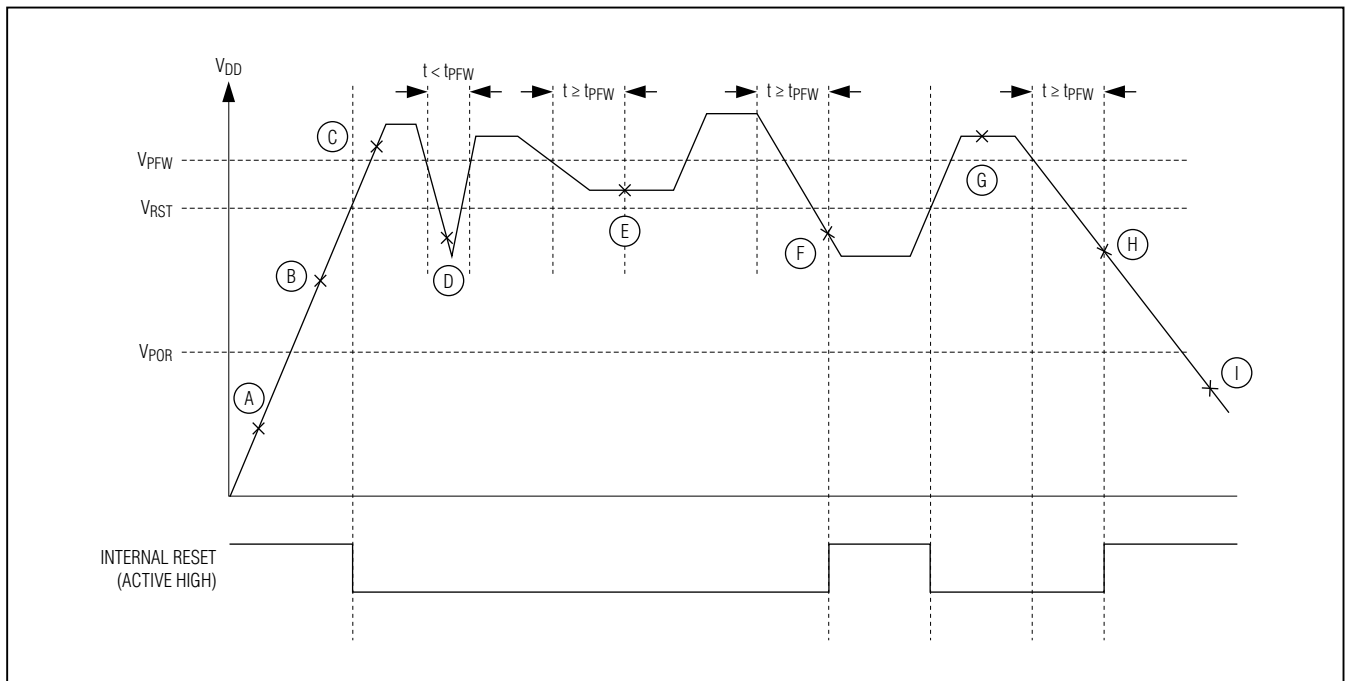 VDD
t < tPFW
t ≥ tPFW
t ≥ tPFW
t ≥ tPFW
C
VPFW
G
VRST
E
F
H
B
D
VPOR
I
A
INTERNAL RESET
(ACTIVE HIGH)